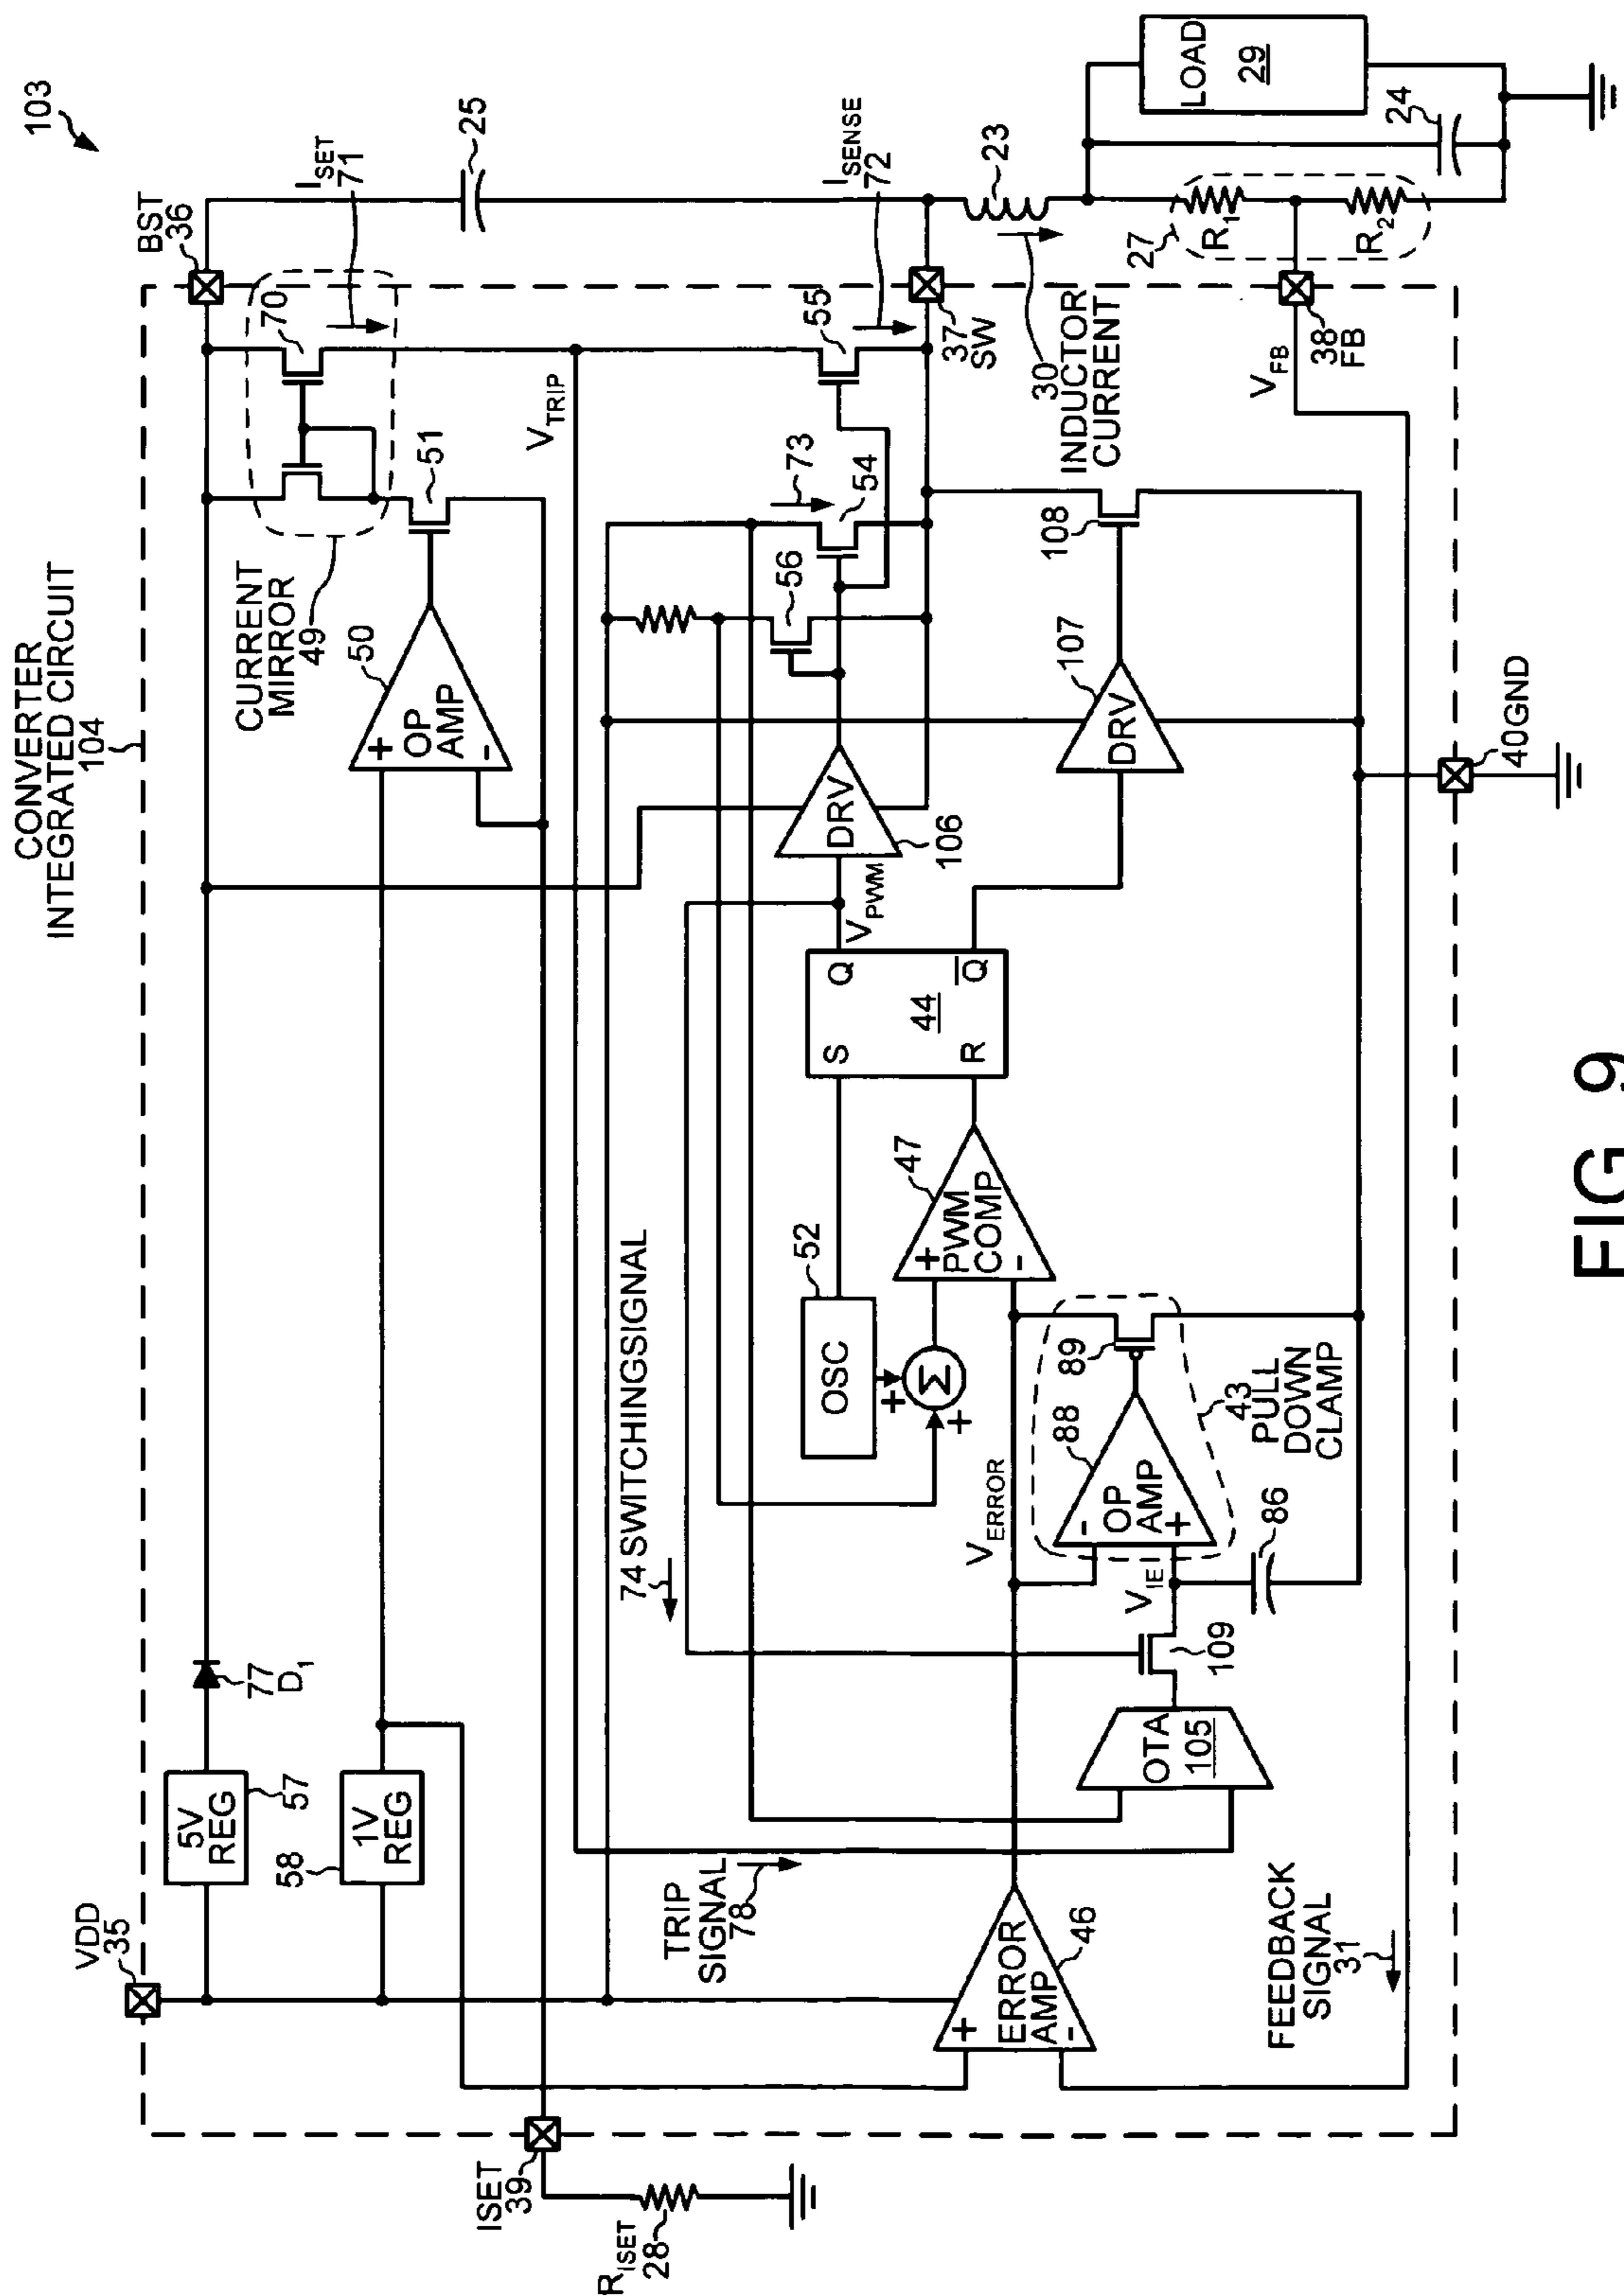 103
CONVERTER
INTEGRATED CIRCUIT
104
VDD
35
BST
36
5V
REG
57
77
D1
CURRENT
MIRROR
49
70
ISET
71
25
1V
REG
58
OP
AMP
+
-
50
51
VTRIP
ISENSE
72
55
ISET
39
RISET
28
TRIP
SIGNAL
78
74 SWITCHINGSIGNAL
56
73
54
37
SW
23
30
INDUCTOR
CURRENT
DRV
106
VPWM
DRV
107
108
S
Q
R
Q
44
OSC
52
Σ
+
+
PWM
COMP
+
-
47
VERROR
ERROR
AMP
+
-
46
OTA
105
109
VIE
86
OP
AMP
-
+
88
89
43
PULL
DOWN
CLAMP
FEEDBACK
SIGNAL
31
40GND
VFB
38
FB
27
R1
R2
24
LOAD
29
FIG. 9